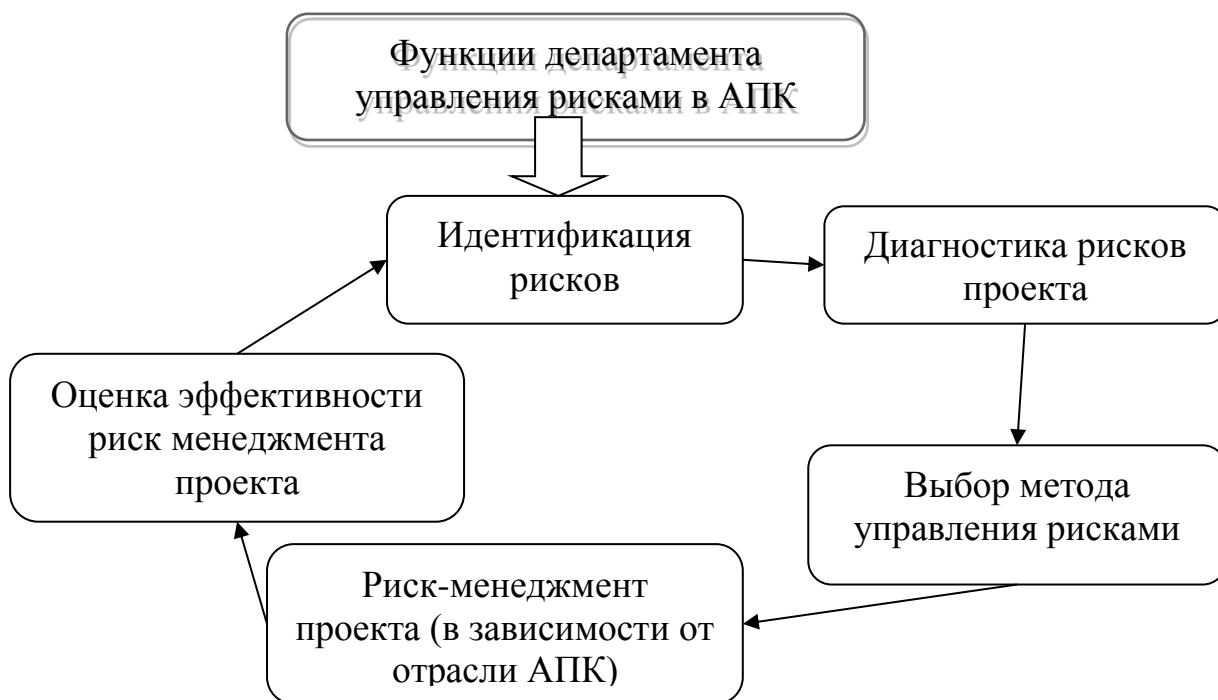 Функции департамента
управления рисками в АПК
Идентификация
рисков
Диагностика рисков
проекта
Выбор метода
управления рисками
Риск-менеджмент
проекта (в зависимости от
отрасли АПК)
Оценка эффективности
риск менеджмента
проекта